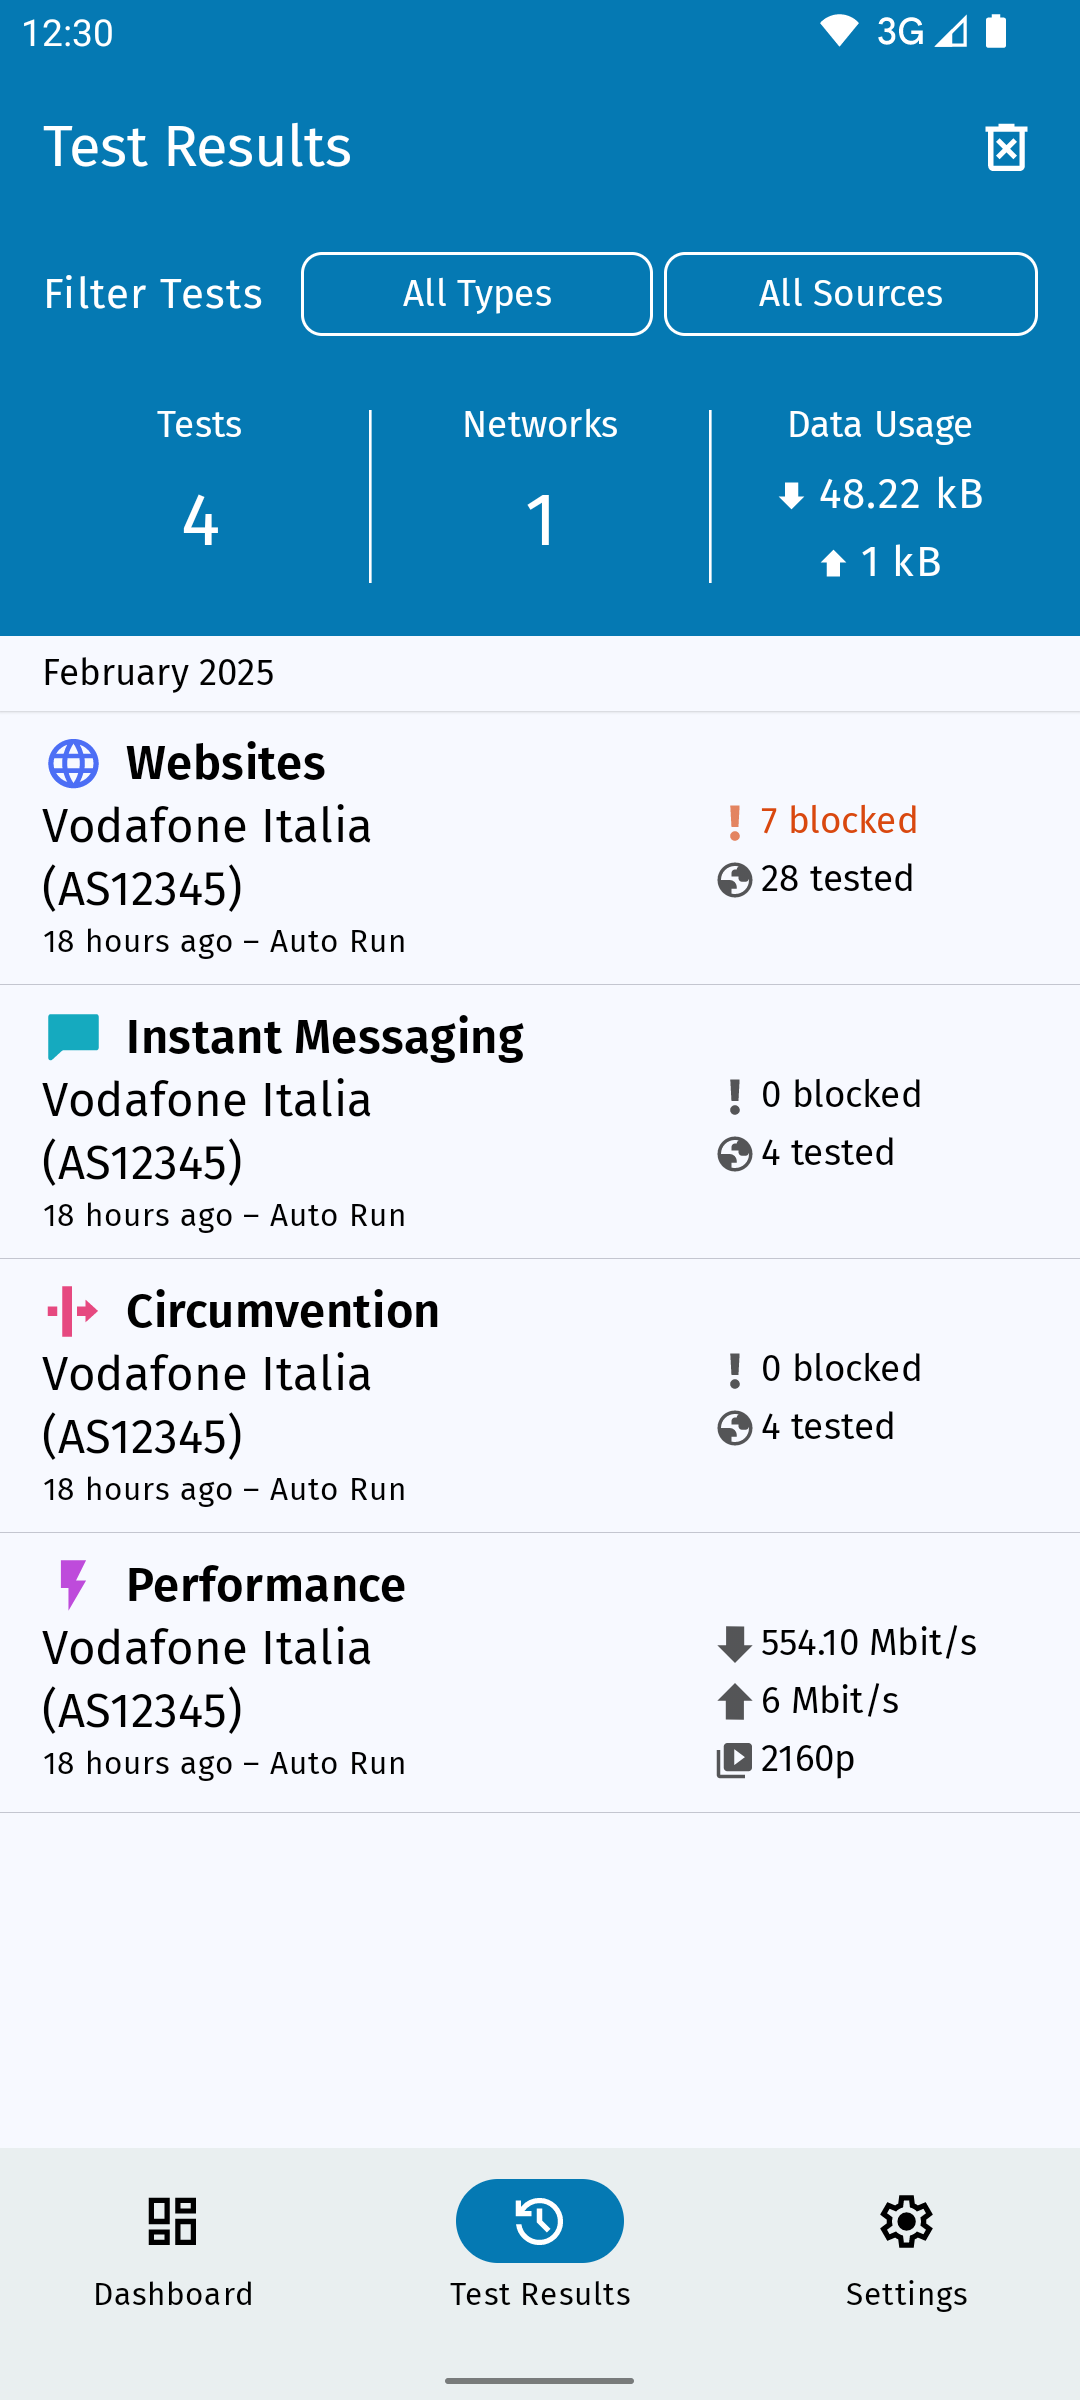 12:30
3G
Test Results
Filter Tests
All Types
All Sources
Tests
Networks
Data Usage
4
1
48.22 kB
1 kB
February 2025
Websites
Vodafone Italia
(AS12345)
18 hours ago – Auto Run
7 blocked
28 tested
Instant Messaging
Vodafone Italia
(AS12345)
18 hours ago – Auto Run
0 blocked
4 tested
Circumvention
Vodafone Italia
(AS12345)
18 hours ago – Auto Run
0 blocked
4 tested
Performance
Vodafone Italia
(AS12345)
18 hours ago – Auto Run
554.10 Mbit/s
6 Mbit/s
2160p
Dashboard
Test Results
Settings